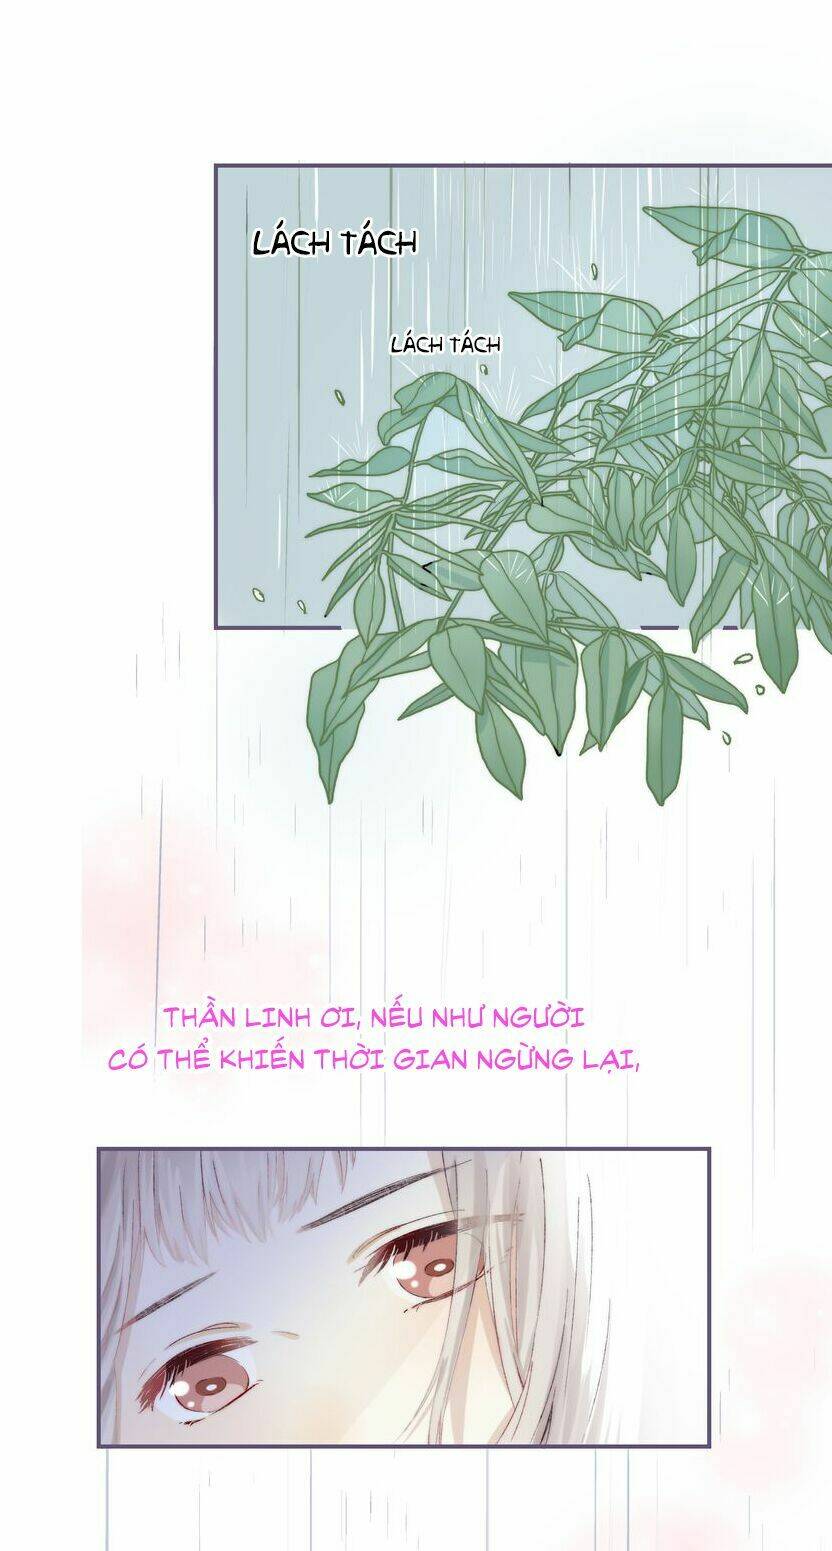 LÁCH TÁCH
LÁCH TÁCH
THẦN LINH ƠI, NẾU NHƯ NGƯỜI
CÓ THỂ KHIẾN THỜI GIAN NGỪNG LẠI,